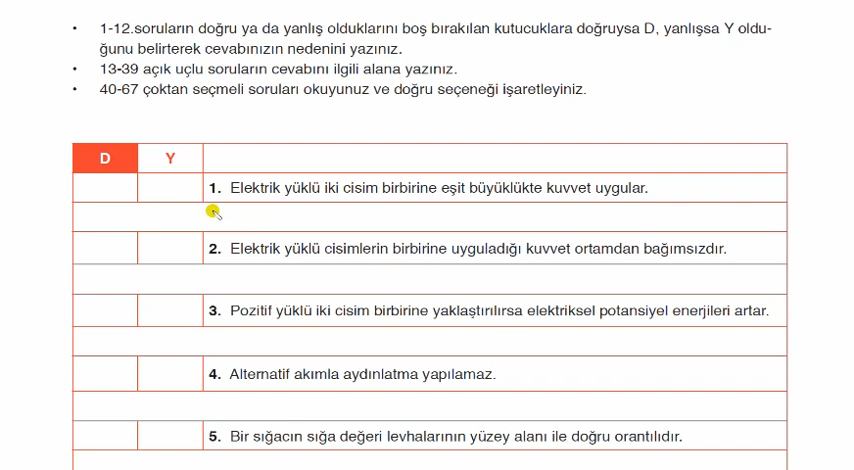 • 1-12.soruların doğru ya da yanlış olduklarını boş bırakılan kutucuklara doğruysa D, yanlışsa Y oldu-
ğunu belirterek cevabınızın nedenini yazınız.
• 13-39 açık uçlu soruların cevabını ilgili alana yazınız.
• 40-67 çoktan seçmeli soruları okuyunuz ve doğru seçeneği işaretleyiniz.
D Y
1. Elektrik yüklü iki cisim birbirine eşit büyüklükte kuvvet uygular.
2. Elektrik yüklü cisimlerin birbirine uyguladığı kuvvet ortamdan bağımsızdır.
3. Pozitif yüklü iki cisim birbirine yaklaştırılırsa elektriksel potansiyel enerjileri artar.
4. Alternatif akımla aydınlatma yapılamaz.
5. Bir sığacın sığa değeri levhalarının yüzey alanı ile doğru orantılıdır.